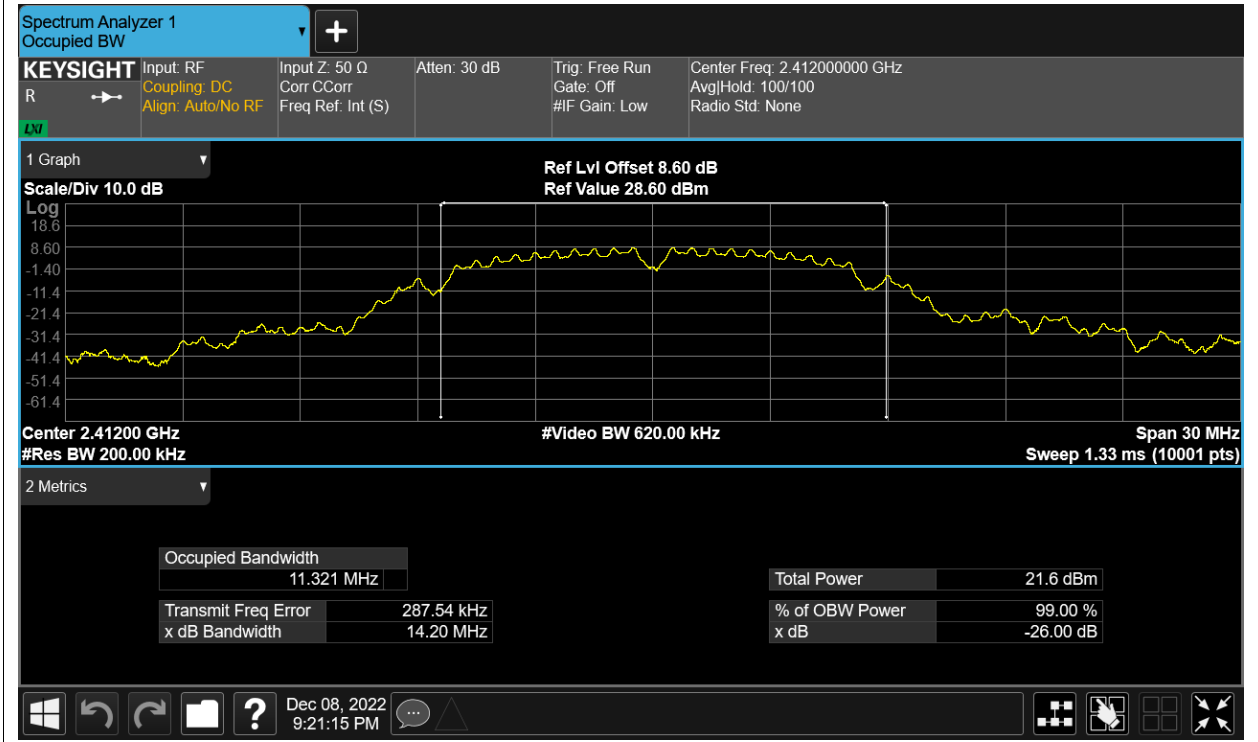 Spectrum Analyzer 1
Occupied BW
KEYSIGHT
R
LXI
Input: RF
Coupling: DC
Align: Auto/No RF
Input Z: 50 Ω
Corr CCorr
Freq Ref: Int (S)
Atten: 30 dB
Trig: Free Run
Gate: Off
#IF Gain: Low
Center Freq: 2.412000000 GHz
Avg|Hold: 100/100
Radio Std: None
1 Graph
Scale/Div 10.0 dB
Ref Lvl Offset 8.60 dB
Ref Value 28.60 dBm
Log
18.6
8.60
-1.40
-11.4
-21.4
-31.4
-41.4
-51.4
-61.4
Center 2.41200 GHz
#Video BW 620.00 kHz
Span 30 MHz
#Res BW 200.00 kHz
Sweep 1.33 ms (10001 pts)
2 Metrics
Occupied Bandwidth
11.321 MHz
Total Power 21.6 dBm
Transmit Freq Error 287.54 kHz
% of OBW Power 99.00 %
x dB Bandwidth 14.20 MHz
x dB -26.00 dB
?
Dec 08, 2022
9:21:15 PM